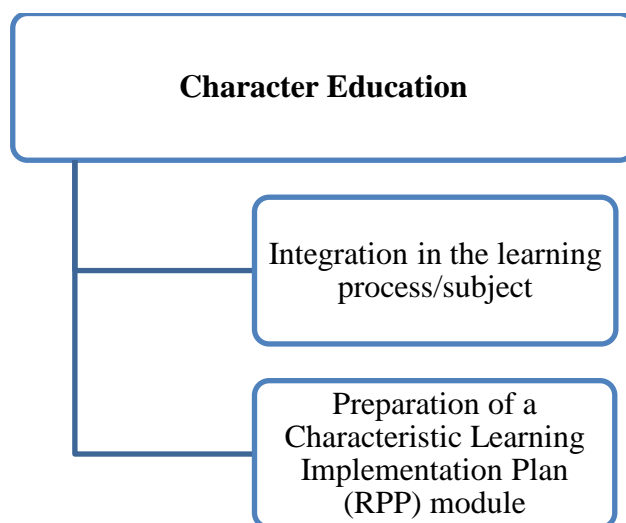 Character Education
Integration in the learning
process/subject
Preparation of a
Characteristic Learning
Implementation Plan
(RPP) module